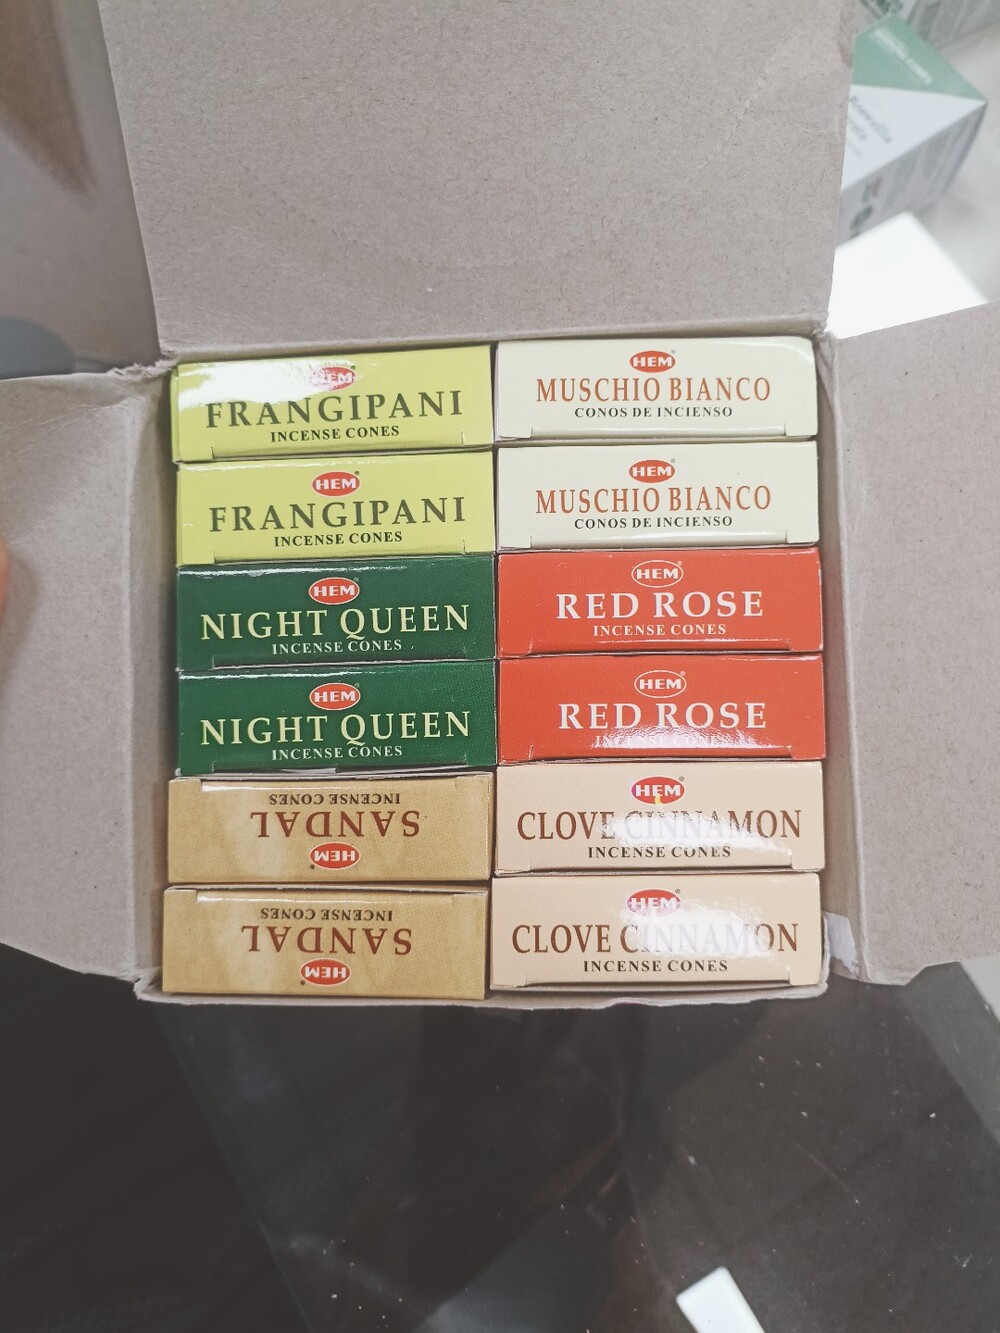 HEM
FRANGIPANI
INCENSE CONES
HEM
FRANGIPANI
INCENSE CONES
HEM
NIGHT QUEEN
INCENSE CONES
HEM
NIGHT QUEEN
INCENSE CONES
HEM
SANDAL
INCENSE CONES
HEM
SANDAL
INCENSE CONES
HEM
MUSCHIO BIANCO
CONOS DE INCIENSO
HEM
MUSCHIO BIANCO
CONOS DE INCIENSO
HEM
RED ROSE
INCENSE CONES
HEM
RED ROSE
INCENSE CONES
HEM
CLOVE CINNAMON
INCENSE CONES
HEM
CLOVE CINNAMON
INCENSE CONES